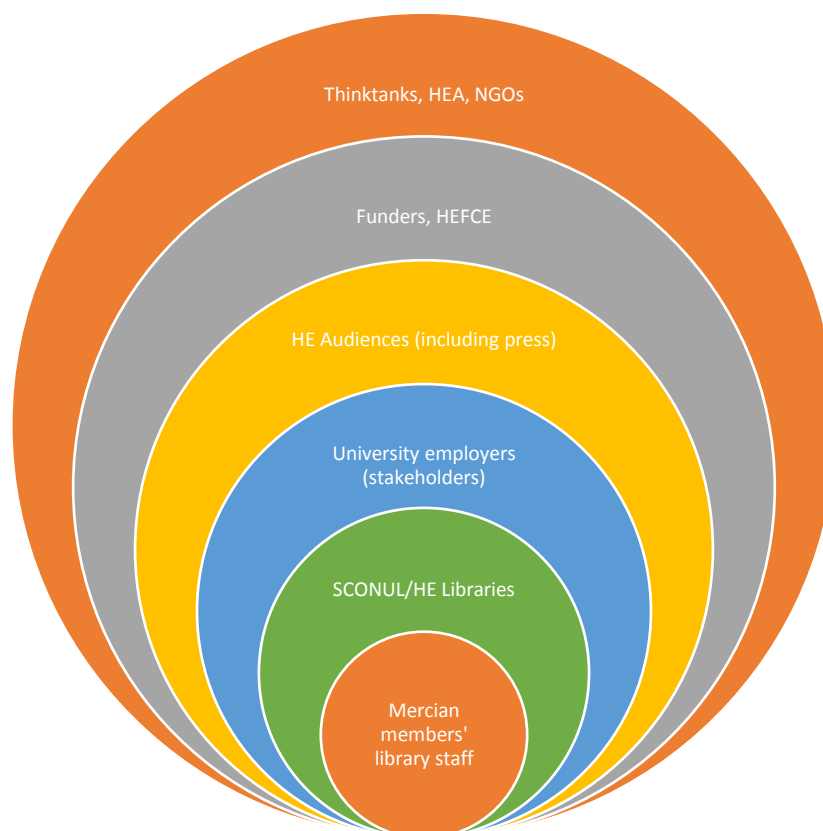 Thinktanks, HEA, NGOs
Funders, HEFCE
HE Audiences (including press)
University employers
(stakeholders)
SCONUL/HE Libraries
Mercian
members'
library staff